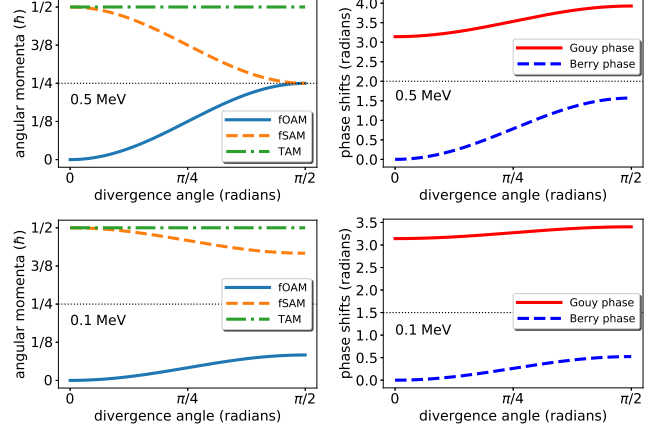 angular momenta (ħ)
1/2
3/8
1/4
1/8
0
0.5 MeV
fOAM
fSAM
TAM
0
π/4
π/2
divergence angle (radians)
phase shifts (radians)
4.0
3.5
3.0
2.5
2.0
1.5
1.0
0.5
0.0
Gouy phase
Berry phase
0.5 MeV
0
π/4
π/2
divergence angle (radians)
angular momenta (ħ)
1/2
3/8
1/4
1/8
0
fOAM
fSAM
TAM
0.1 MeV
0
π/4
π/2
divergence angle (radians)
phase shifts (radians)
3.5
3.0
2.5
2.0
1.5
1.0
0.5
0.0
Gouy phase
Berry phase
0.1 MeV
0
π/4
π/2
divergence angle (radians)